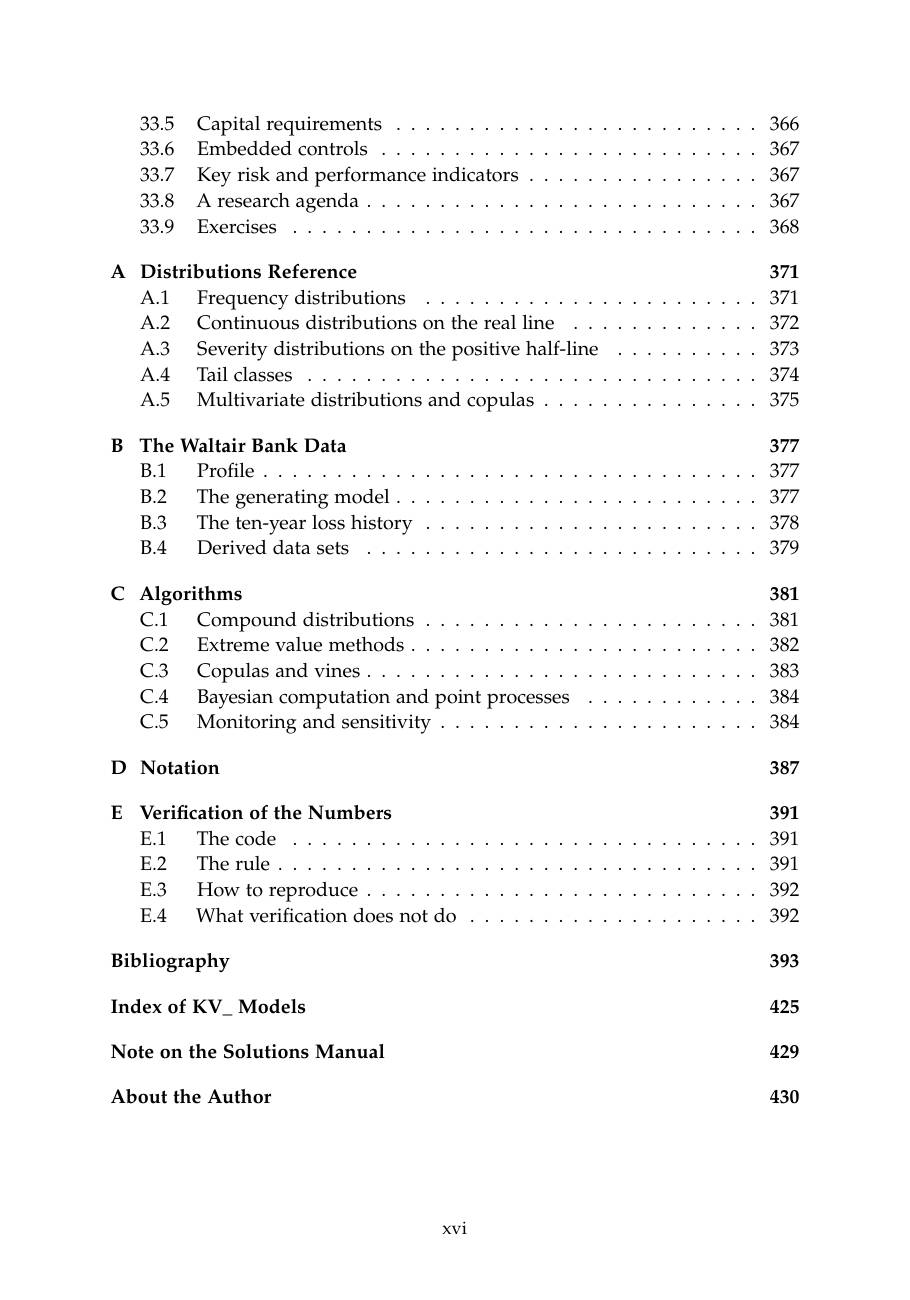 33.5 Capital requirements . . . . . . . . . . . . . . . . . . . . . . . . . 366
33.6 Embedded controls . . . . . . . . . . . . . . . . . . . . . . . . . . 367
33.7 Key risk and performance indicators . . . . . . . . . . . . . . . . 367
33.8 A research agenda . . . . . . . . . . . . . . . . . . . . . . . . . . . 367
33.9 Exercises . . . . . . . . . . . . . . . . . . . . . . . . . . . . . . . . 368
A Distributions Reference 371
A.1 Frequency distributions . . . . . . . . . . . . . . . . . . . . . . . 371
A.2 Continuous distributions on the real line . . . . . . . . . . . . . 372
A.3 Severity distributions on the positive half-line . . . . . . . . . . 373
A.4 Tail classes . . . . . . . . . . . . . . . . . . . . . . . . . . . . . . . 374
A.5 Multivariate distributions and copulas . . . . . . . . . . . . . . . 375
B The Waltair Bank Data 377
B.1 Profile . . . . . . . . . . . . . . . . . . . . . . . . . . . . . . . . . . 377
B.2 The generating model . . . . . . . . . . . . . . . . . . . . . . . . . 377
B.3 The ten-year loss history . . . . . . . . . . . . . . . . . . . . . . . 378
B.4 Derived data sets . . . . . . . . . . . . . . . . . . . . . . . . . . . 379
C Algorithms 381
C.1 Compound distributions . . . . . . . . . . . . . . . . . . . . . . . 381
C.2 Extreme value methods . . . . . . . . . . . . . . . . . . . . . . . . 382
C.3 Copulas and vines . . . . . . . . . . . . . . . . . . . . . . . . . . . 383
C.4 Bayesian computation and point processes . . . . . . . . . . . . 384
C.5 Monitoring and sensitivity . . . . . . . . . . . . . . . . . . . . . . 384
D Notation 387
E Verification of the Numbers 391
E.1 The code . . . . . . . . . . . . . . . . . . . . . . . . . . . . . . . . 391
E.2 The rule . . . . . . . . . . . . . . . . . . . . . . . . . . . . . . . . . 391
E.3 How to reproduce . . . . . . . . . . . . . . . . . . . . . . . . . . . 392
E.4 What verification does not do . . . . . . . . . . . . . . . . . . . . 392
Bibliography 393
Index of KV_ Models 425
Note on the Solutions Manual 429
About the Author 430
xvi